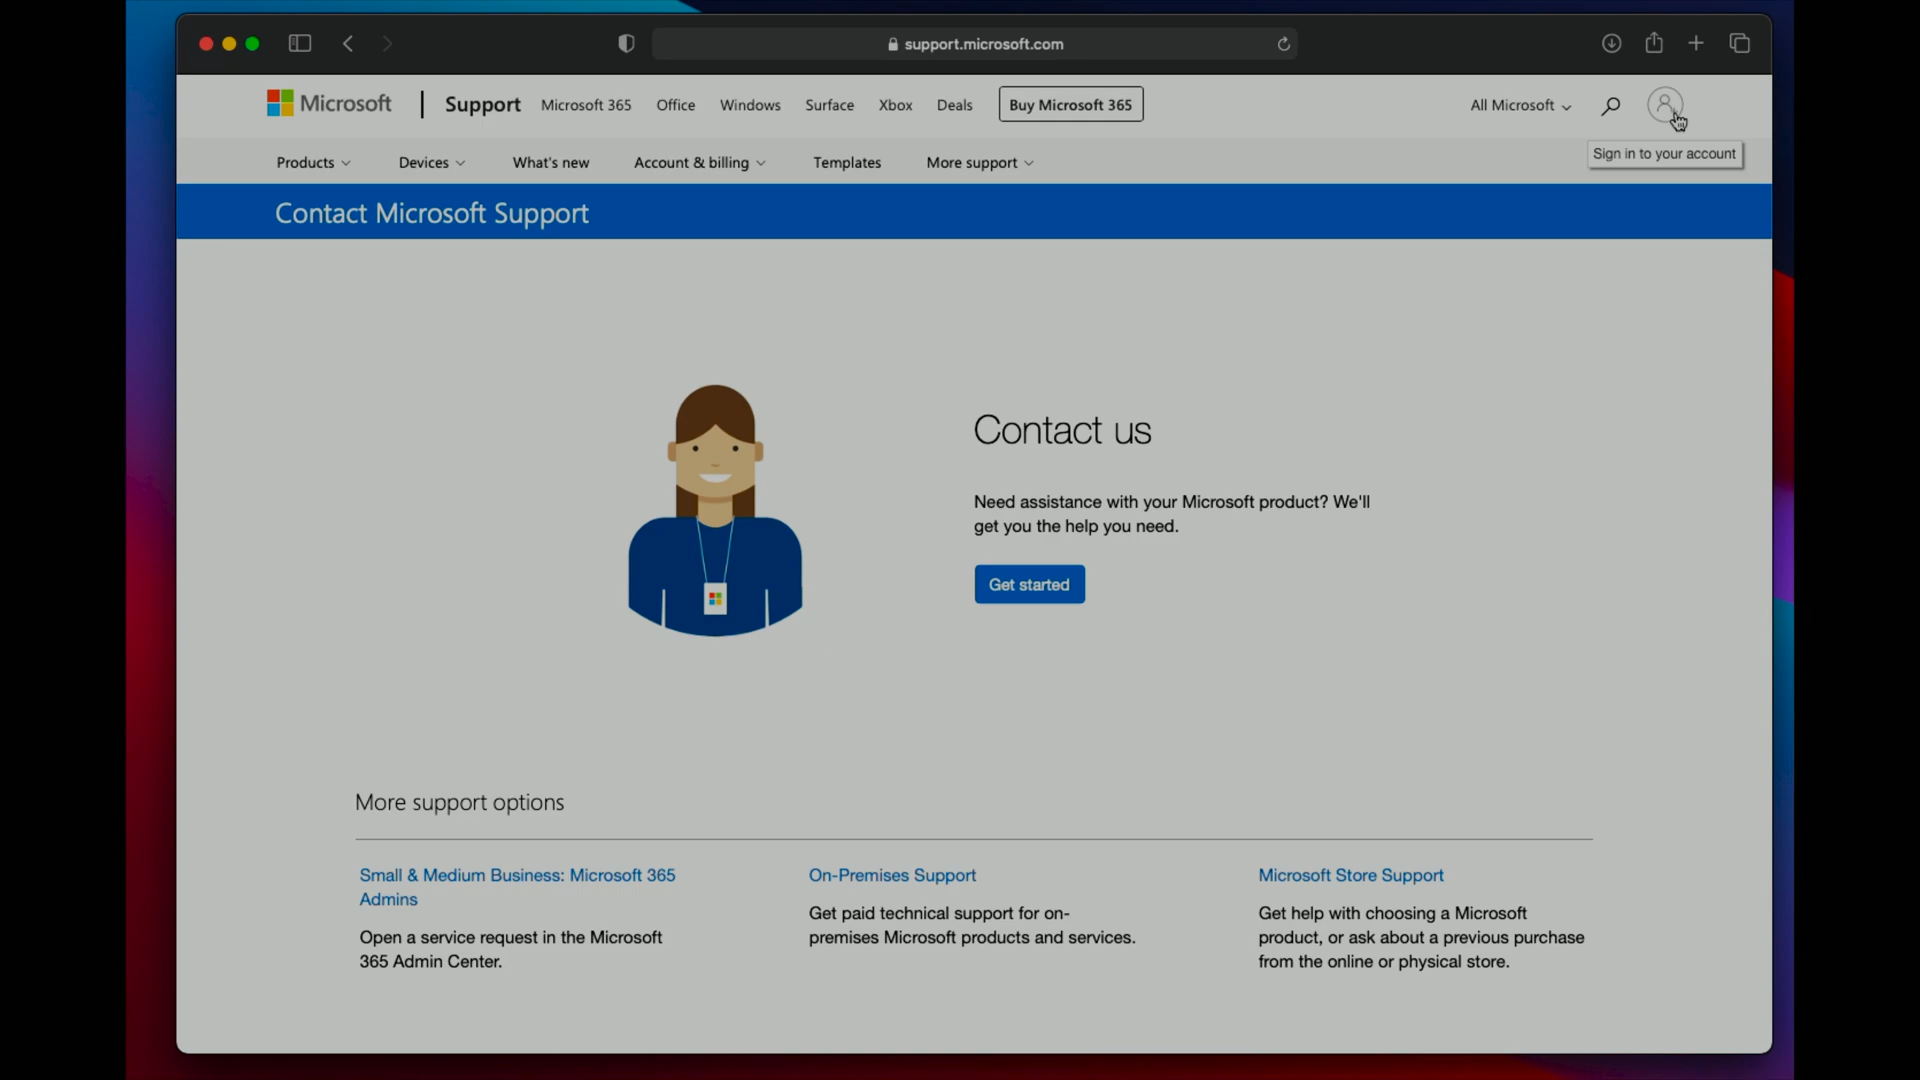 support.microsoft.com
Microsoft | Support Microsoft 365 Office Windows Surface Xbox Deals Buy Microsoft 365 All Microsoft
Sign in to your account
Products Devices What's new Account & billing Templates More support
Contact Microsoft Support
Contact us
Need assistance with your Microsoft product? We'll
get you the help you need.
Get started
More support options
Small & Medium Business: Microsoft 365
Admins
Open a service request in the Microsoft
365 Admin Center.
On-Premises Support
Get paid technical support for on-
premises Microsoft products and services.
Microsoft Store Support
Get help with choosing a Microsoft
product, or ask about a previous purchase
from the online or physical store.